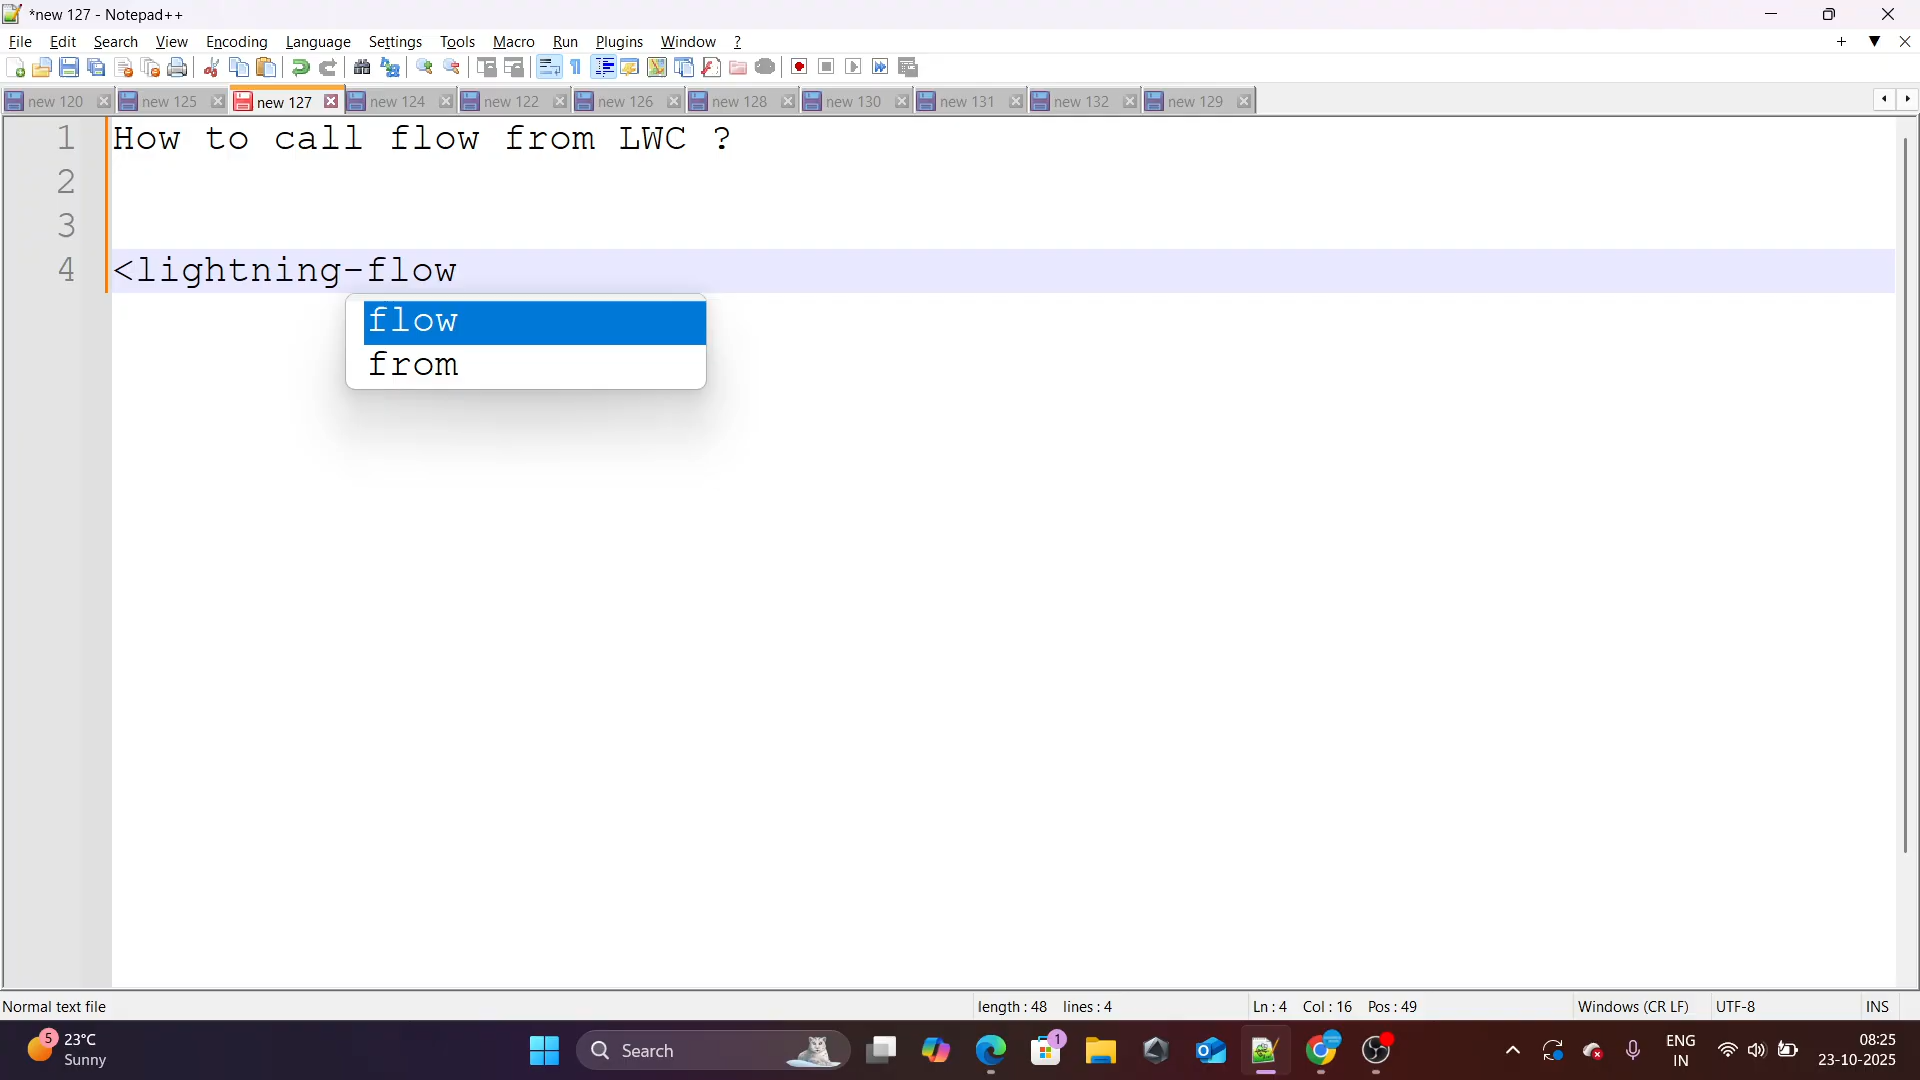 *new 127 - Notepad++
File Edit Search View Encoding Language Settings Tools Macro Run Plugins Window ?
new 120 new 125 new 127 new 124 new 122 new 126 new 128 new 130 new 131 new 132 new 129
1 How to call flow from LWC ?
2
3
4 <lightning-flow
flow
from
Normal text file length : 48 lines : 4 Ln : 4 Col : 16 Pos : 49 Windows (CR LF) UTF-8 INS
5 23°C
Sunny
Search
1
ENG
IN
08:25
23-10-2025